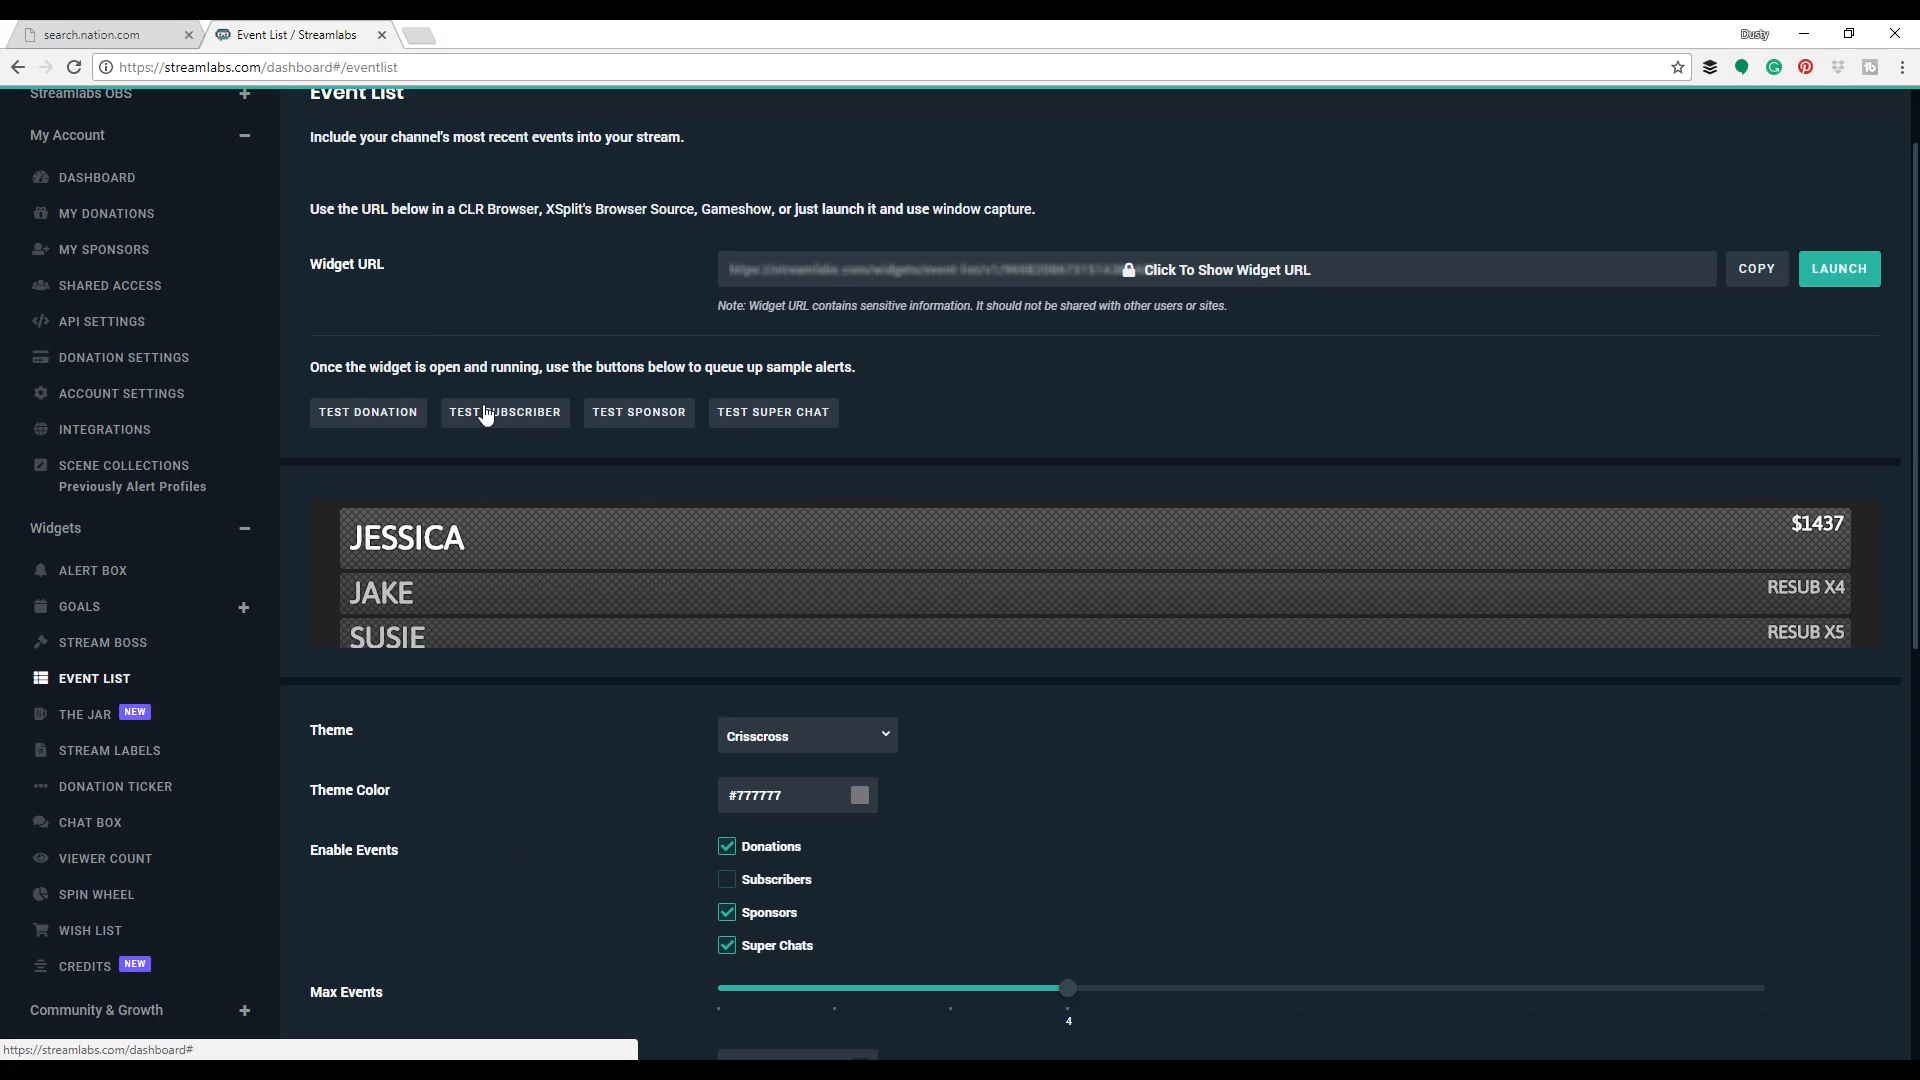 search.nation.com
Event List / Streamlabs
Dusty
https://streamlabs.com/dashboard#/eventlist
Streamlabs OBS
My Account
DASHBOARD
MY DONATIONS
MY SPONSORS
SHARED ACCESS
API SETTINGS
DONATION SETTINGS
ACCOUNT SETTINGS
INTEGRATIONS
SCENE COLLECTIONS
Previously Alert Profiles
Widgets
ALERT BOX
GOALS
STREAM BOSS
EVENT LIST
THE JAR NEW
STREAM LABELS
DONATION TICKER
CHAT BOX
VIEWER COUNT
SPIN WHEEL
WISH LIST
CREDITS NEW
Community & Growth
https://streamlabs.com/dashboard#
Event List
Include your channel's most recent events into your stream.
Use the URL below in a CLR Browser, XSplit's Browser Source, Gameshow, or just launch it and use window capture.
Widget URL
Click To Show Widget URL
COPY
LAUNCH
Note: Widget URL contains sensitive information. It should not be shared with other users or sites.
Once the widget is open and running, use the buttons below to queue up sample alerts.
TEST DONATION
TEST SUBSCRIBER
TEST SPONSOR
TEST SUPER CHAT
JESSICA $1437
JAKE RESUB X4
SUSIE RESUB X5
Theme
Crisscross
Theme Color
#777777
Enable Events
Donations
Subscribers
Sponsors
Super Chats
Max Events
4